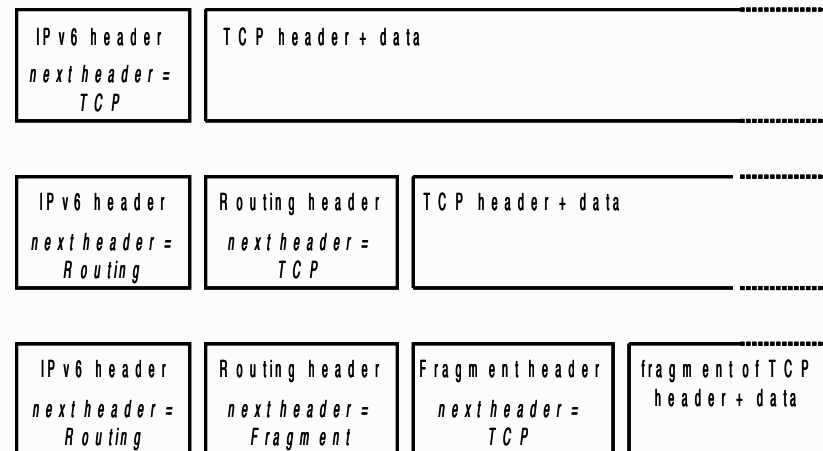 IPv6 header
next header =
TCP
TCP header + data
IPv6 header
next header =
Routing
Routing header
next header =
TCP
TCP header + data
IPv6 header
next header =
Routing
Routing header
next header =
Fragment
Fragment header
next header =
TCP
fragment of TCP
header + data